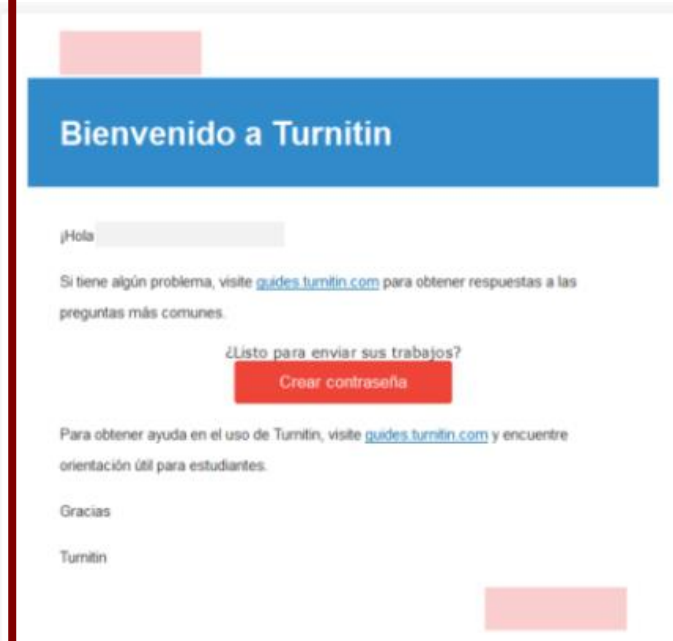 Bienvenido a Turnitin
¡Hola
Si tiene algún problema, visite guides.turnitin.com para obtener respuestas a las
preguntas más comunes.
¿Listo para enviar sus trabajos?
Crear contraseña
Para obtener ayuda en el uso de Turnitin, visite guides.turnitin.com y encuentre
orientación útil para estudiantes.
Gracias
Turnitin